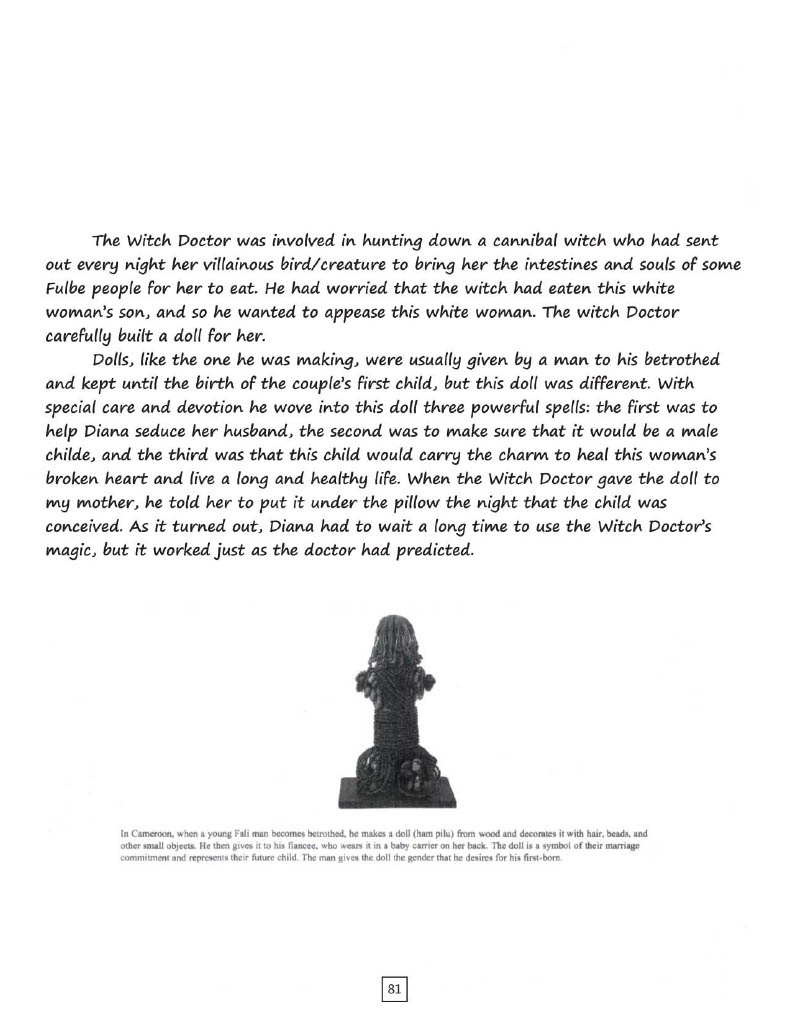 The Witch Doctor was involved in hunting down a cannibal witch who had sent
out every night her villainous bird/creature to bring her the intestines and souls of some
Fulbe people for her to eat. He had worried that the witch had eaten this white
woman's son, and so he wanted to appease this white woman. The witch Doctor
carefully built a doll for her.
Dolls, like the one he was making, were usually given by a man to his betrothed
and kept until the birth of the couple's first child, but this doll was different. With
special care and devotion he wove into this doll three powerful spells: the first was to
help Diana seduce her husband, the second was to make sure that it would be a male
childe, and the third was that this child would carry the charm to heal this woman's
broken heart and live a long and healthy life. When the Witch Doctor gave the doll to
my mother, he told her to put it under the pillow the night that the child was
conceived. As it turned out, Diana had to wait a long time to use the Witch Doctor's
magic, but it worked just as the doctor had predicted.
In Cameroon, when a young Fali man becomes betrothed, he makes a doll (ham pilu) from wood and decorates it with hair, beads, and
other small objects. He then gives it to his fiancee, who wears it in a baby carrier on her back. The doll is a symbol of their marriage
commitment and represents their future child. The man gives the doll the gender that he desires for his first-born.
81